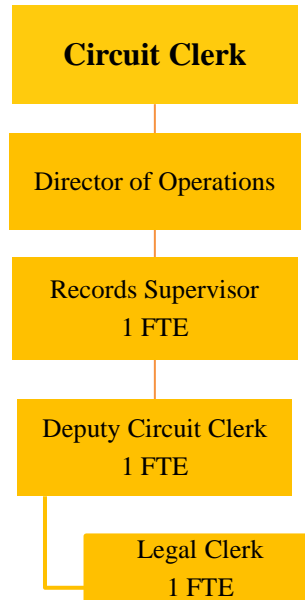 Circuit Clerk
Director of Operations
Records Supervisor
1 FTE
Deputy Circuit Clerk
1 FTE
Legal Clerk
1 FTE